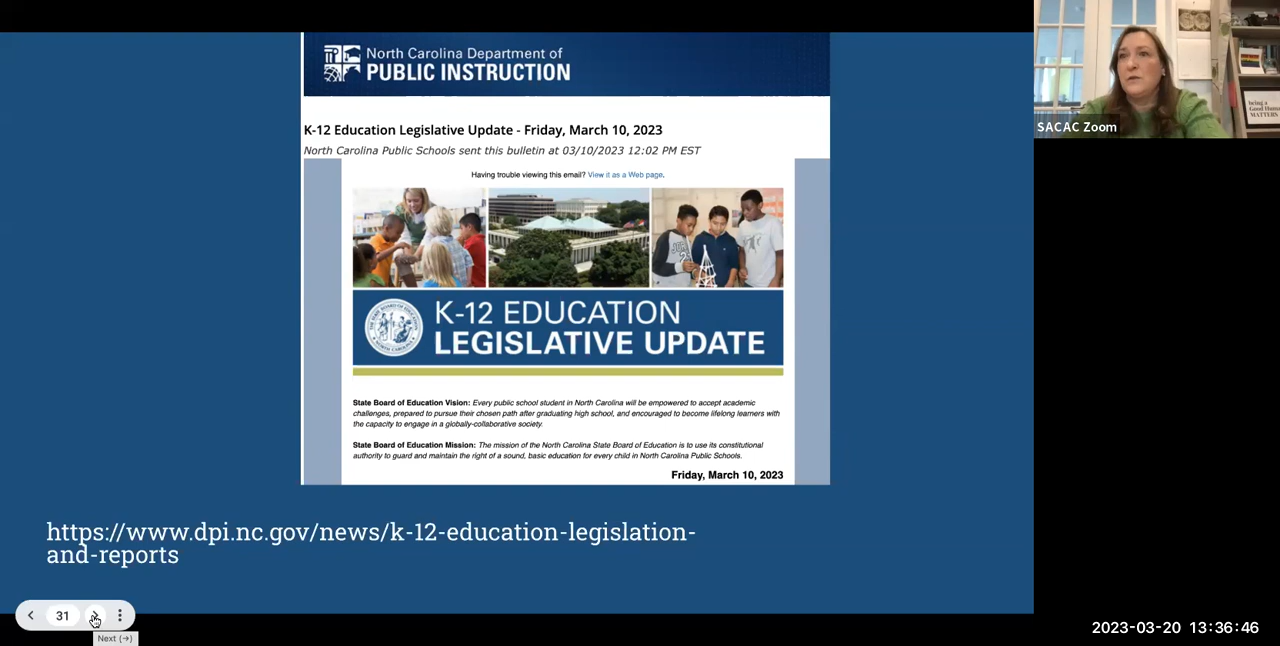 North Carolina Department of
PUBLIC INSTRUCTION
K-12 Education Legislative Update - Friday, March 10, 2023
North Carolina Public Schools sent this bulletin at 03/10/2023 12:02 PM EST
Having trouble viewing this email? View it as a Web page.
K-12 EDUCATION
LEGISLATIVE UPDATE
State Board of Education Vision: Every public school student in North Carolina will be empowered to accept academic
challenges, prepared to pursue their chosen path after graduating high school, and encouraged to become lifelong learners with
the capacity to engage in a globally-collaborative society.
State Board of Education Mission: The mission of the North Carolina State Board of Education is to use its constitutional
authority to guard and maintain the right of a sound, basic education for every child in North Carolina Public Schools.
Friday, March 10, 2023
https://www.dpi.nc.gov/news/k-12-education-legislation-
and-reports
31
Next (→)
SACAC Zoom
being a
Good Human
MATTERS
2023-03-20 13:36:46